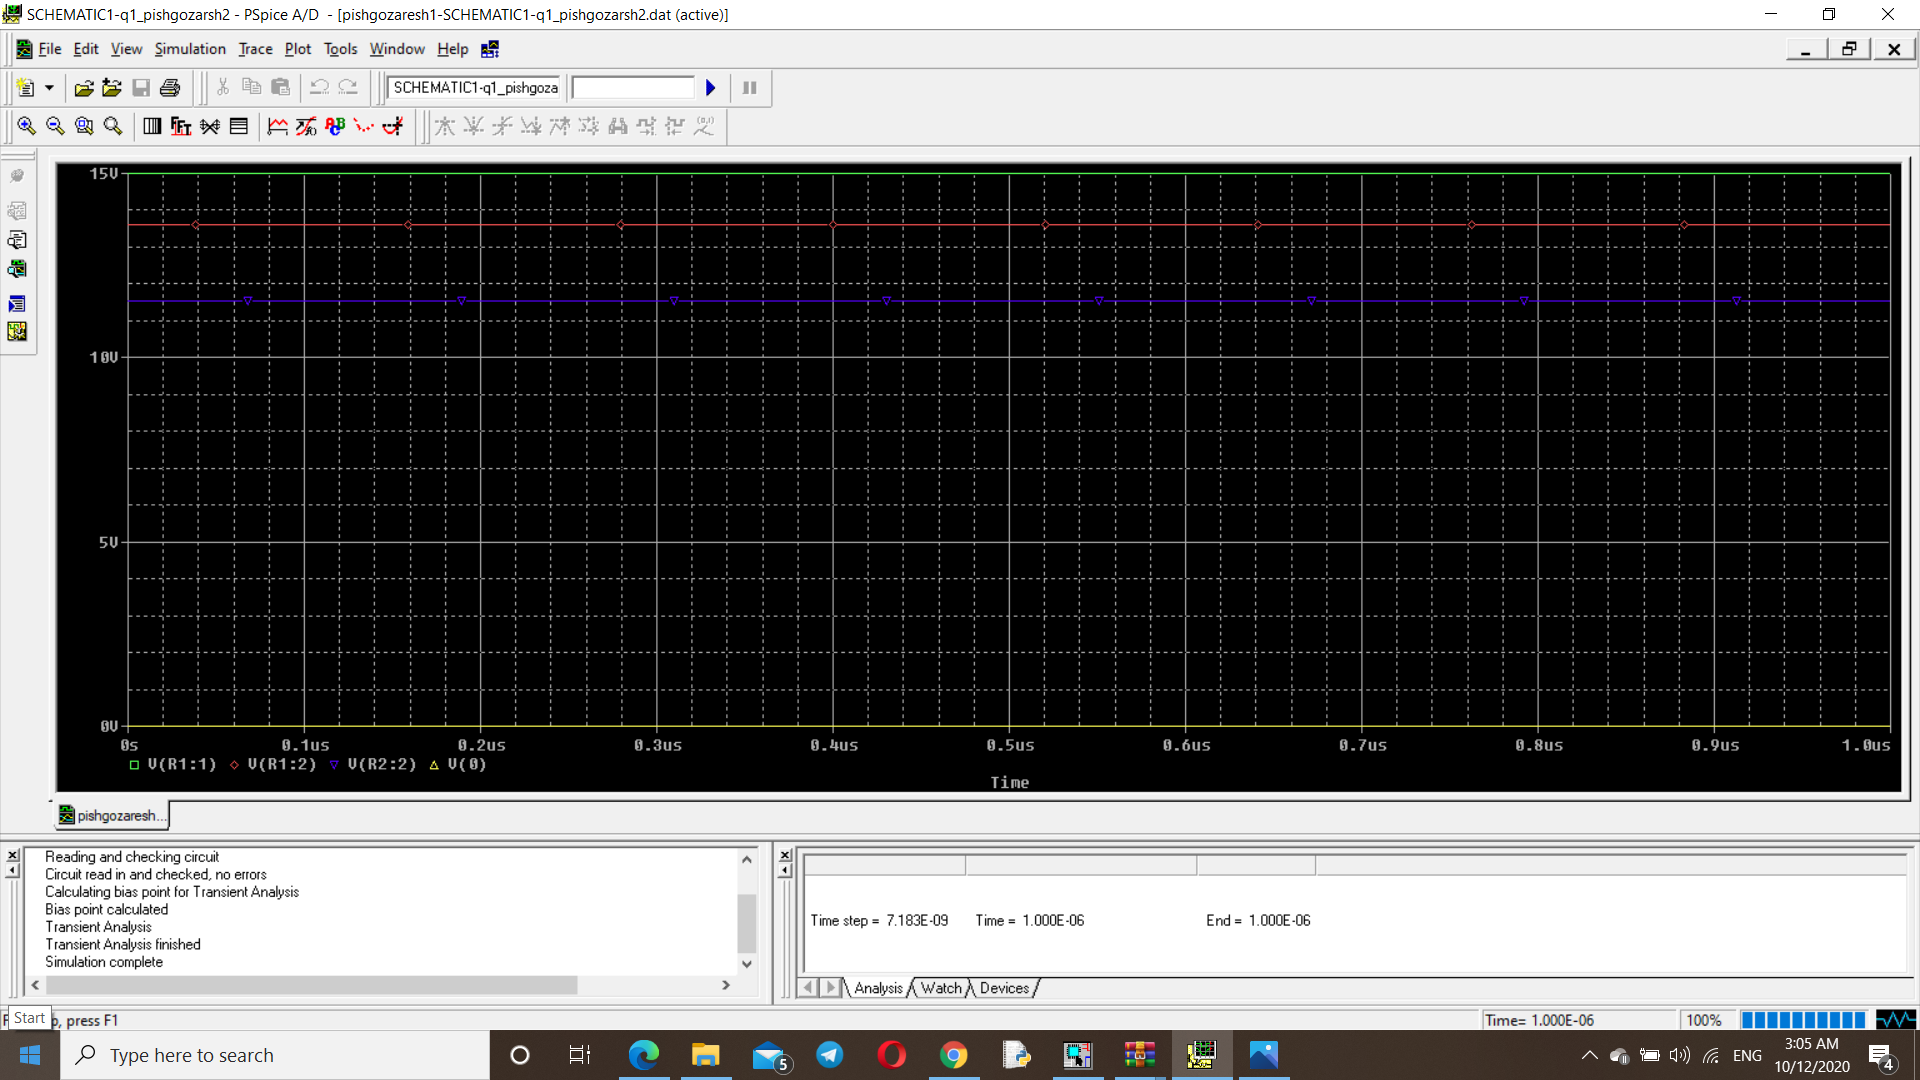 SCHEMATIC1-q1_pishgozarsh2 - PSpice A/D - [pishgozaresh1-SCHEMATIC1-q1_pishgozarsh2.dat (active)]
File Edit View Simulation Trace Plot Tools Window Help
SCHEMATIC1-q1_pishgoza
15V
10V
5V
0V
0s 0.1us 0.2us 0.3us 0.4us 0.5us 0.6us 0.7us 0.8us 0.9us 1.0us
V(R1:1) V(R1:2) V(R2:2) V(0)
Time
pishgozaresh...
Reading and checking circuit
Circuit read in and checked, no errors
Calculating bias point for Transient Analysis
Bias point calculated
Transient Analysis
Transient Analysis finished
Simulation complete
Time step = 7.183E-09 Time = 1.000E-06 End = 1.000E-06
Analysis Watch Devices
Start
, press F1
Time= 1.000E-06 100%
Type here to search
5
ENG
3:05 AM
10/12/2020
4